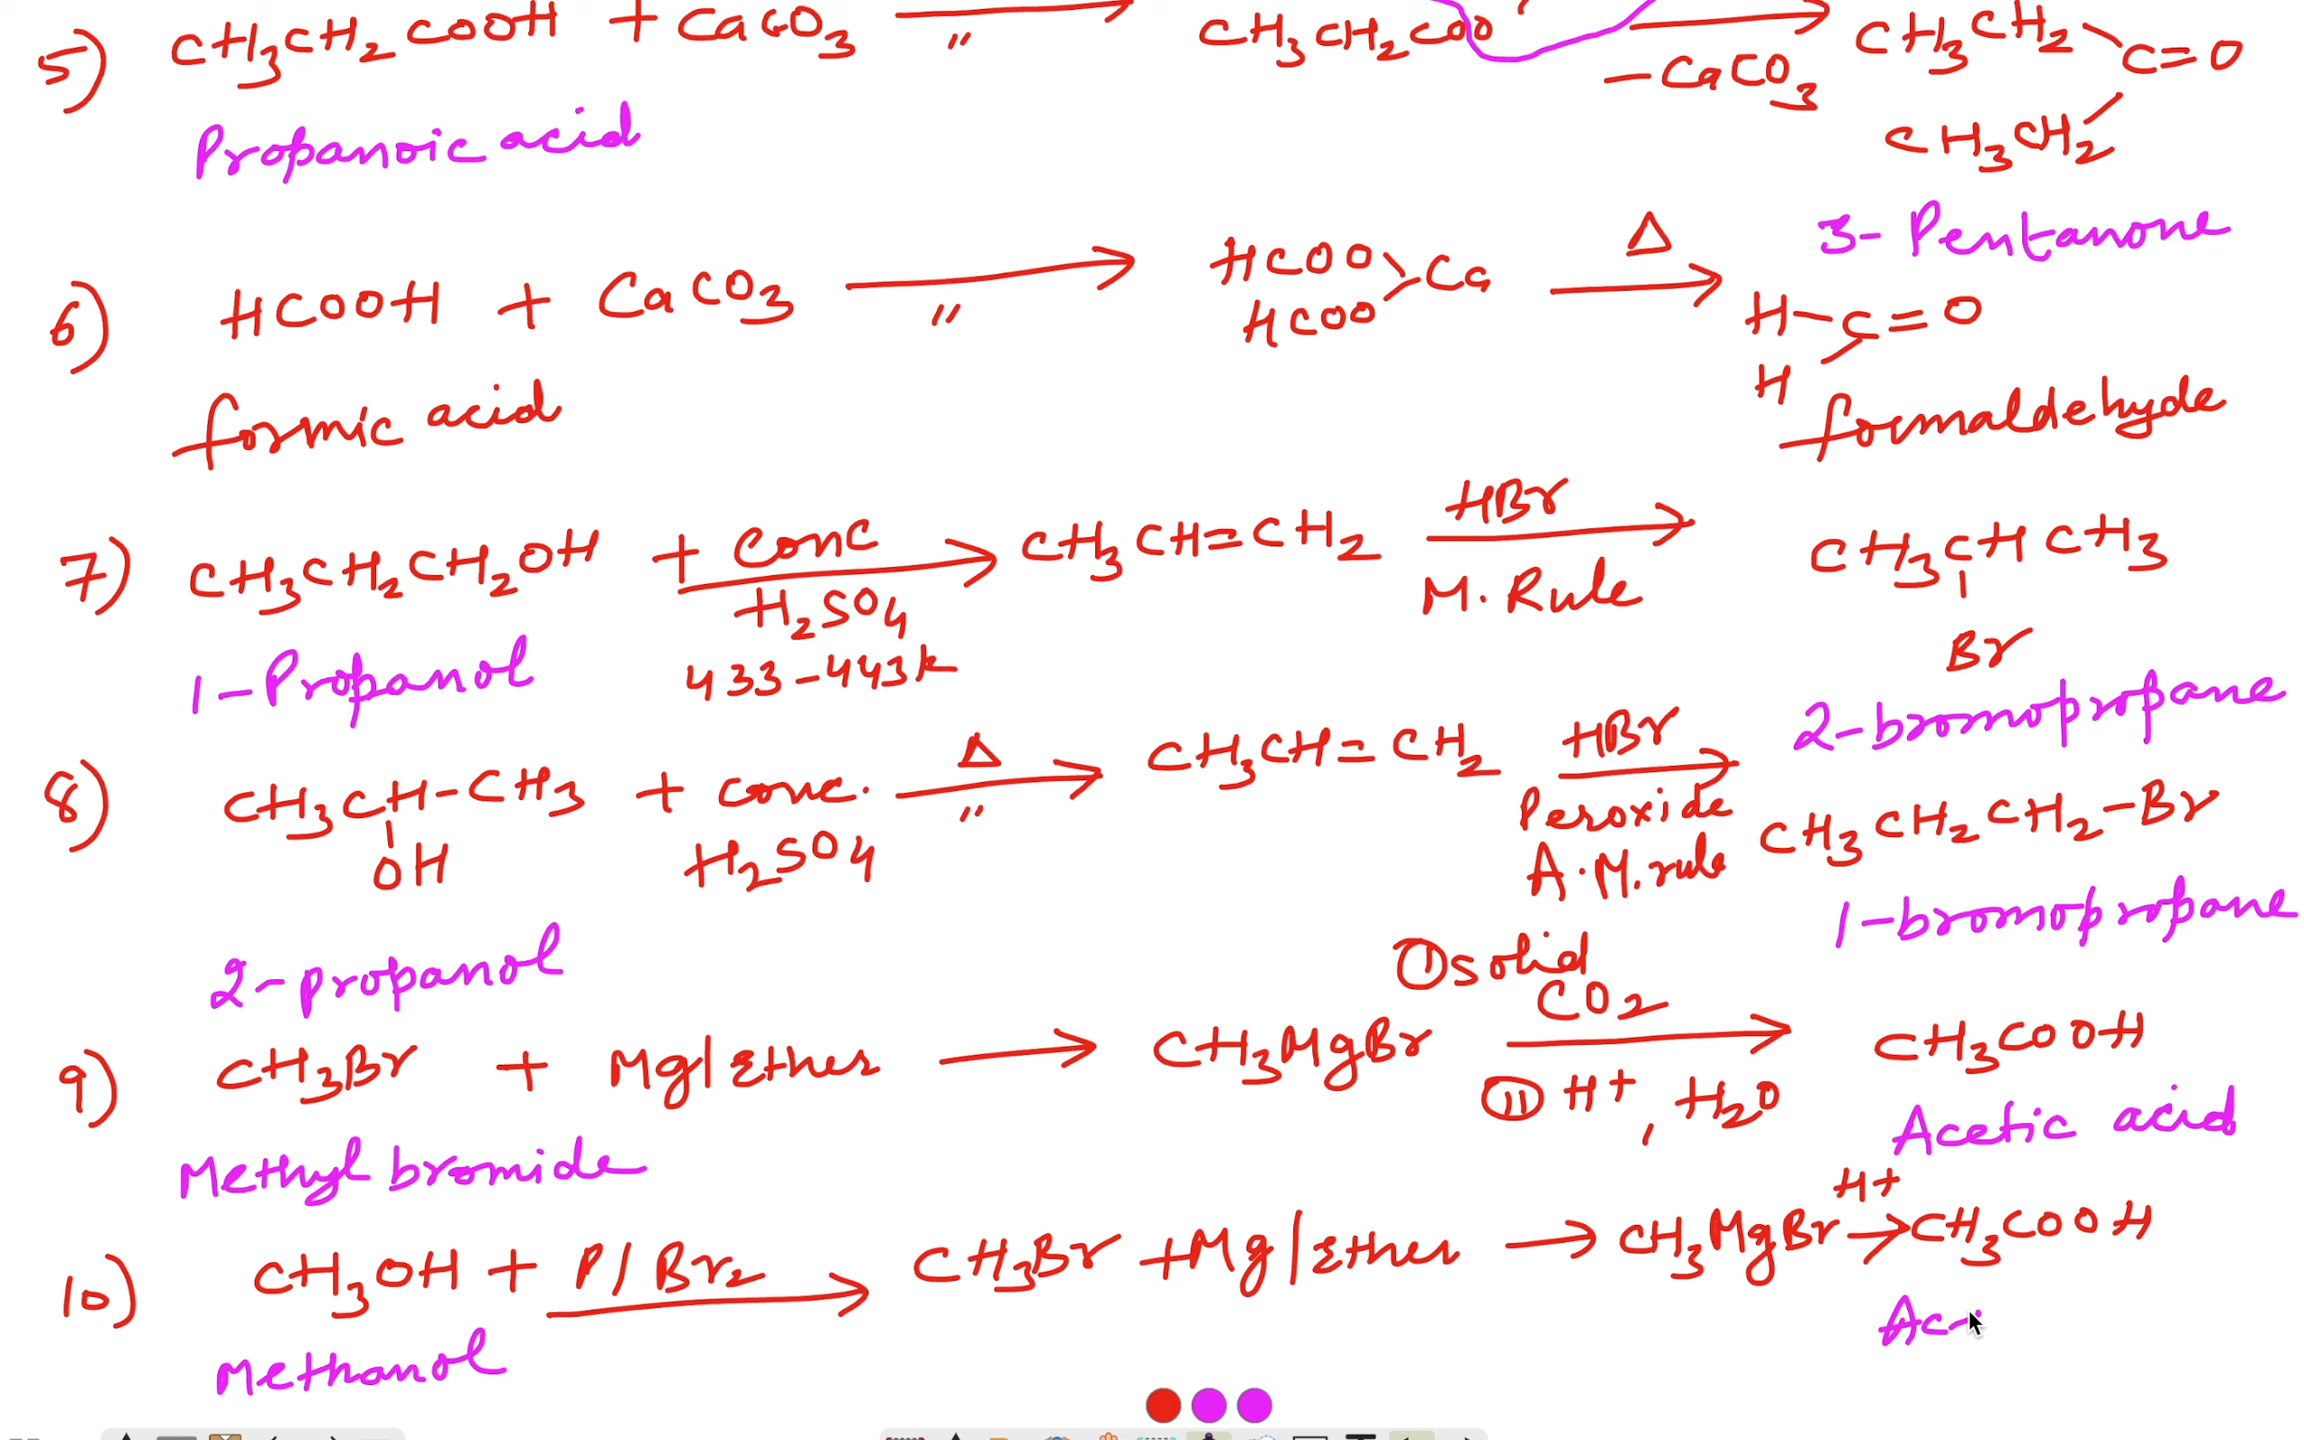 5) CH3CH2COOH + CaCO3 ⟶ CH3CH2COO ⟶ CH3CH2
" - CaCO3 C=O
CH3CH2
Propanoic acid
3- Pentanone
6) HCOOH + CaCO3 ⟶ HCOO>Ca Δ⟶ H-C=O
" HCOO H
formic acid formaldehyde
7) CH3CH2CH2OH + Conc ⟶ CH3CH=CH2 HBr⟶ CH3CHCH3
H2SO4 M. Rule Br
433-443k
1-Propanol 2-bromopropane
8) CH3CH-CH3 + conc. Δ⟶ CH3CH=CH2 HBr⟶ CH3CH2CH2-Br
OH H2SO4 " Peroxide
A.M. rule
2-propanol 1-bromopropane
9) CH3Br + Mg|Ether ⟶ CH3MgBr ① solid CO2⟶ CH3COOH
⑪ H+, H2O
Methyl bromide Acetic acid
10) CH3OH + P/Br2 ⟶ CH3Br + Mg|Ether ⟶ CH3MgBr H+⟶ CH3COOH
Methanol Ac